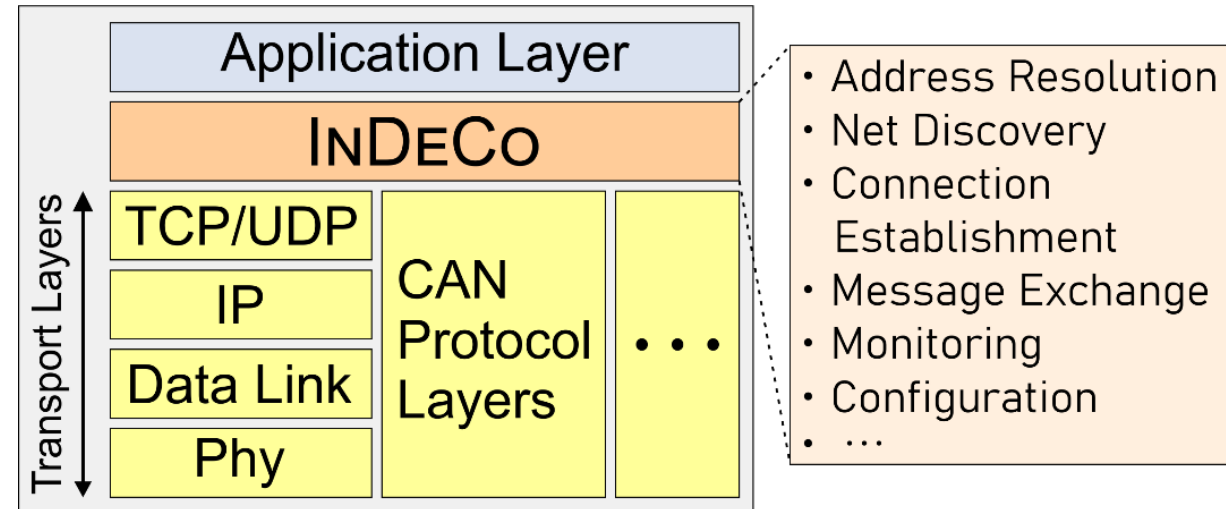 Application Layer
INDECO
Transport Layers
TCP/UDP
IP
Data Link
Phy
CAN
Protocol
Layers
...
• Address Resolution
• Net Discovery
• Connection
Establishment
• Message Exchange
• Monitoring
• Configuration
• ...